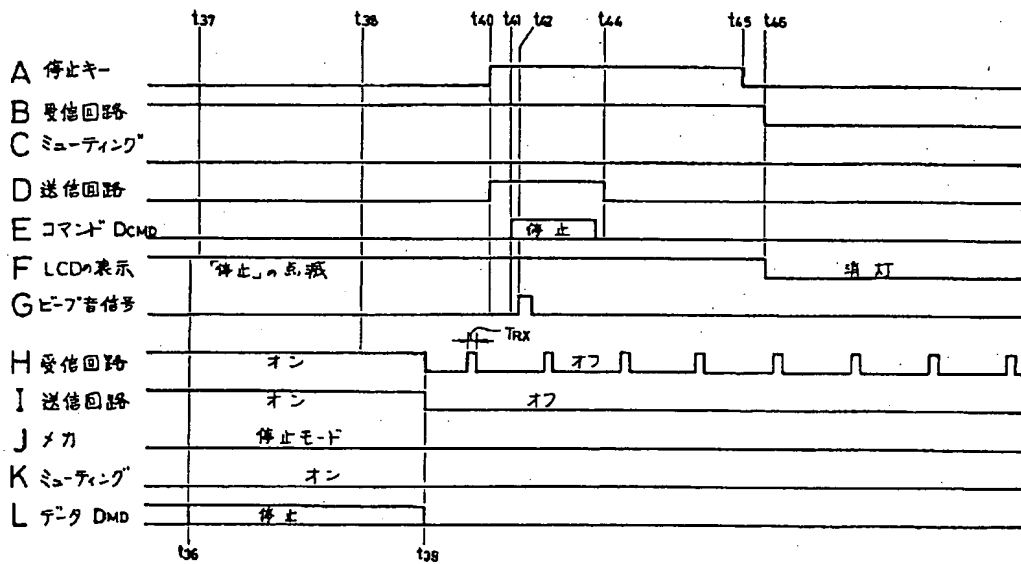 t37 t38 t40 t41 t42 t44 t45 t46
A 停止キー
B 受信回路
C ミューティング
D 送信回路
E コマンド DCMD 停止
F LCDの表示 「停止」の点滅 消灯
G ビープ音信号
TRX
H 受信回路 オン オフ
I 送信回路 オン オフ
J メカ 停止モード
K ミューティング オン
L データ DMD 停止
t36 t39